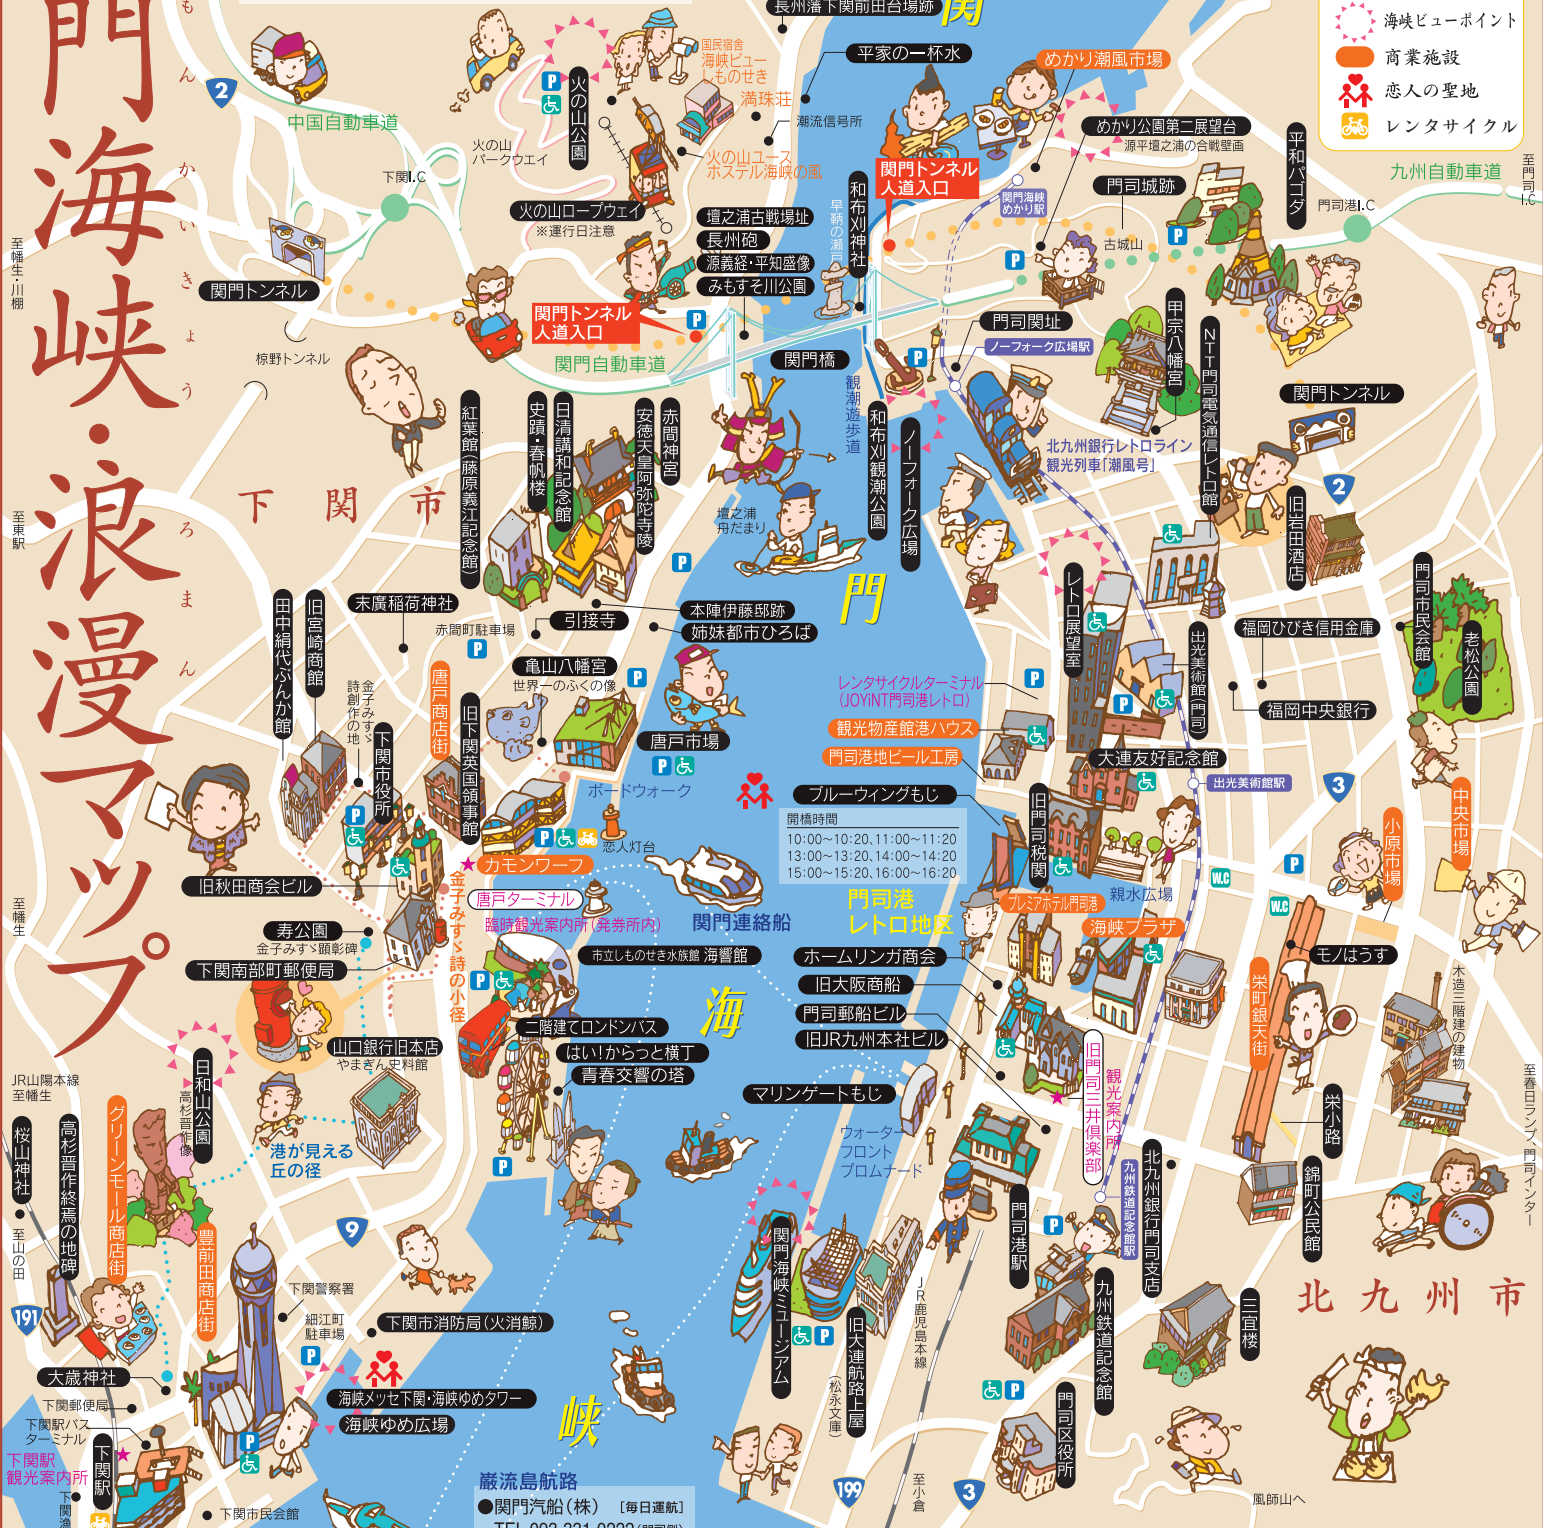 門海峡・浪漫マップ
もんかいきょうろまん
長州藩下関前田台場跡
関
平家の一杯水
めかり潮風市場
海峡ビューポイント
商業施設
恋人の聖地
レンタサイクル
国民宿舎
海峡ビュー
しものせき
満珠荘
潮流信号所
火の山公園
火の山
パークウエイ
火の山ユース
ホステル海峡の風
火の山ロープウェイ
※運行日注意
2
中国自動車道
下関I.C
至幡生・川棚
関門トンネル
椋野トンネル
壇之浦古戦場址
長州砲
源義経・平知盛像
みもすそ川公園
関門トンネル
人道入口
関門自動車道
関門橋
早鞆の瀬戸
和布刈神社
関門トンネル
人道入口
めかり公園第二展望台
源平壇之浦の合戦壁画
関門海峡
めかり駅
門司城跡
古城山
平和パゴダ
九州自動車道
門司港I.C
至門司I.C
門司関址
ノーフォーク広場駅
甲宗八幡宮
NTT門司電気通信レトロ館
関門トンネル
観潮遊歩道
和布刈観潮公園
ノーフォーク広場
北九州銀行レトロライン
観光列車「潮風号」
旧岩田酒店
2
下関市
至東駅
紅葉館(藤原義江記念館)
史蹟・春帆楼
日清講和記念館
安徳天皇阿弥陀寺陵
赤間神宮
壇之浦
舟だまり
門
本陣伊藤邸跡
姉妹都市ひろば
引接寺
末廣稲荷神社
赤間町駐車場
亀山八幡宮
世界一のふくの像
田中絹代ぶんか館
旧宮崎商館
金子みすゞ
詩創作の地
下関市役所
唐戸商店街
旧下関英国領事館
唐戸市場
ボードウォーク
恋人灯台
カモンワーフ
唐戸ターミナル
臨時観光案内所(発券所内)
金子みすゞ詩の小径
旧秋田商会ビル
寿公園
金子みすゞ顕彰碑
下関南部町郵便局
至幡生
関門連絡船
市立しものせき水族館 海響館
二階建てロンドンバス
はい!からっと横丁
青春交響の塔
山口銀行旧本店
やまぎん史料館
海
レトロ展望室
出光美術館(門司)
福岡ひびき信用金庫
福岡中央銀行
門司市民会館
老松公園
レンタサイクルターミナル
(JOYiNT門司港レトロ)
観光物産館港ハウス
門司港地ビール工房
大連友好記念館
出光美術館駅
ブルーウィングもじ
開橋時間
10:00~10:20、11:00~11:20
13:00~13:20、14:00~14:20
15:00~15:20、16:00~16:20
旧門司税関
門司港
レトロ地区
親水広場
プレミアホテル門司港
海峡プラザ
W.C
W.C
3
小原市場
中央市場
モノはうす
栄町銀天街
木造三階建の建物
ホームリンガ商会
旧大阪商船
門司郵船ビル
旧JR九州本社ビル
マリンゲートもじ
旧門司三井倶楽部
観光案内所
ウォーター
フロント
プロムナード
栄小路
錦町公民館
至春日ランプ、門司インター
九州鉄道記念館駅
北九州銀行門司支店
門司港駅
JR山陽本線
至幡生
日和山公園
高杉晋作像
港が見える
丘の径
桜山神社
高杉晋作終焉の地碑
至山の田
グリーンモール商店街
豊前田商店街
9
191
下関警察署
細江町
駐車場
下関市消防局(火消鯨)
大歳神社
海峡メッセ下関・海峡ゆめタワー
海峡ゆめ広場
下関郵便局
下関駅バス
ターミナル
下関駅
下関駅
観光案内所
下関市民会館
下関漁
峡
巌流島航路
●関門汽船(株) [毎日運航]
関門海峡ミュージアム
旧大連航路上屋
(松永文庫)
JR鹿児島本線
至小倉
九州鉄道記念館
門司区役所
三宜楼
北九州市
風師山へ
199
3